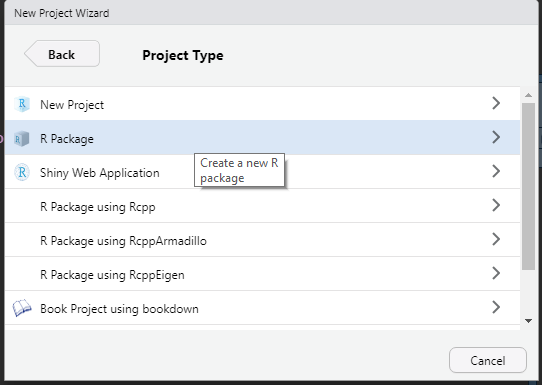 New Project Wizard
Back
Project Type
R New Project
R R Package
Create a new R
package
R Shiny Web Application
R Package using Rcpp
R Package using RcppArmadillo
R Package using RcppEigen
Book Project using bookdown
Cancel